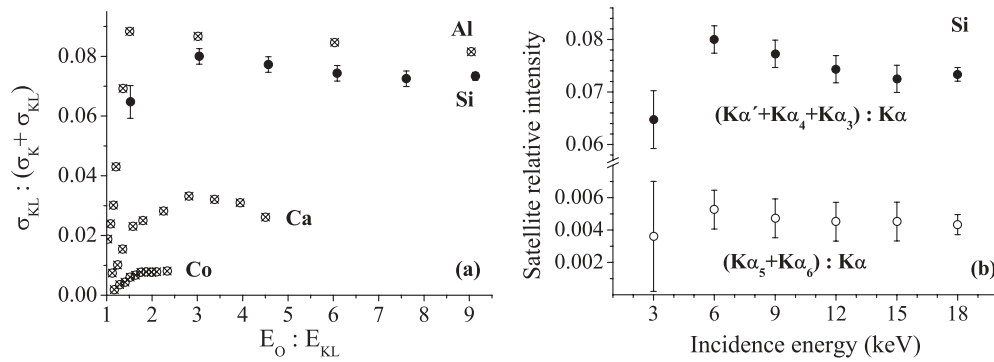 σKL : (σK + σKL)
0.08
0.06
0.04
0.02
0.00
Al
Si
Ca
Co
(a)
1 2 3 4 5 6 7 8 9
EO : EKL
Satellite relative intensity
0.08
0.07
0.06
0.006
0.004
0.002
Si
(Kα´+Kα4+Kα3) : Kα
(Kα5+Kα6) : Kα
(b)
3 6 9 12 15 18
Incidence energy (keV)